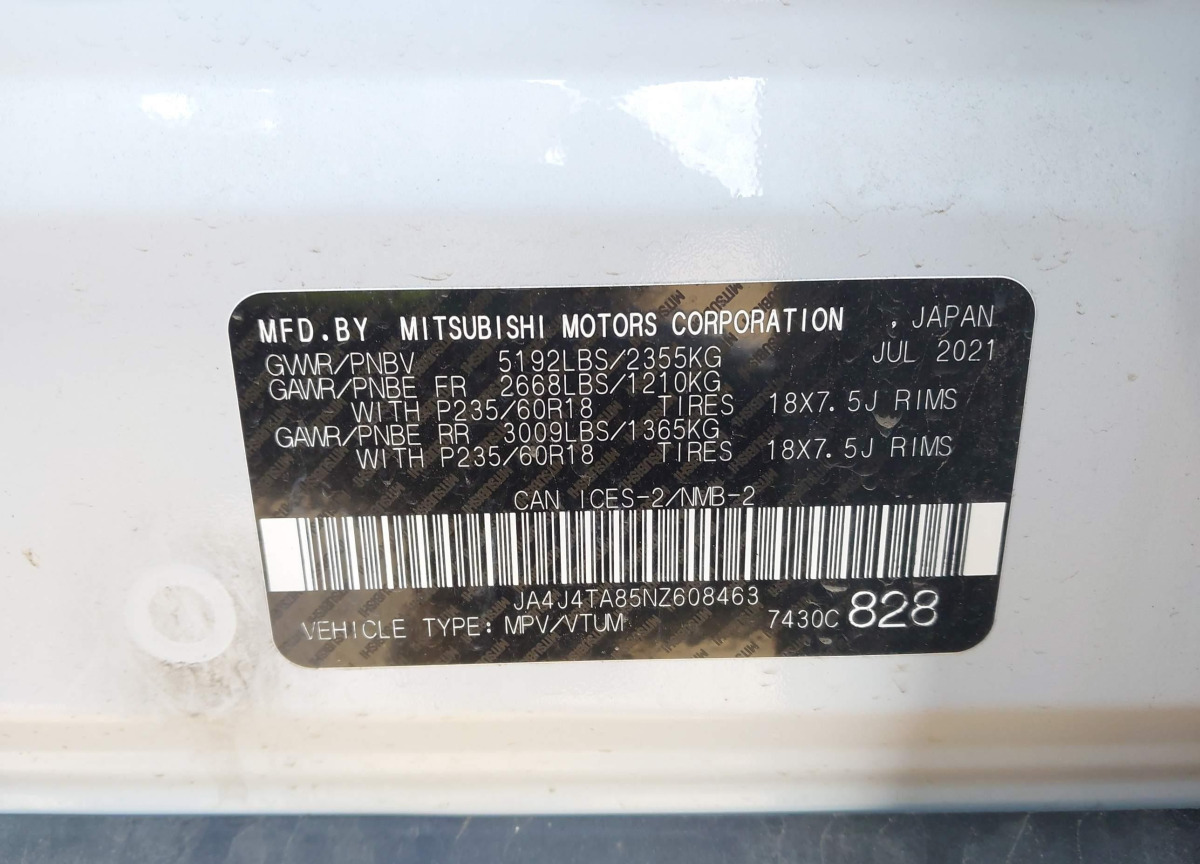 MFD.BY MITSUBISHI MOTORS CORPORATION , JAPAN
GVWR/PNBV 5192LBS/2355KG JUL 2021
GAWR/PNBE FR 2668LBS/1210KG
WITH P235/60R18 TIRES 18X7.5J RIMS
GAWR/PNBE RR 3009LBS/1365KG
WITH P235/60R18 TIRES 18X7.5J RIMS
CAN ICES-2/NMB-2
JA4J4TA85NZ608463
VEHICLE TYPE: MPV/VTUM 7430C 828